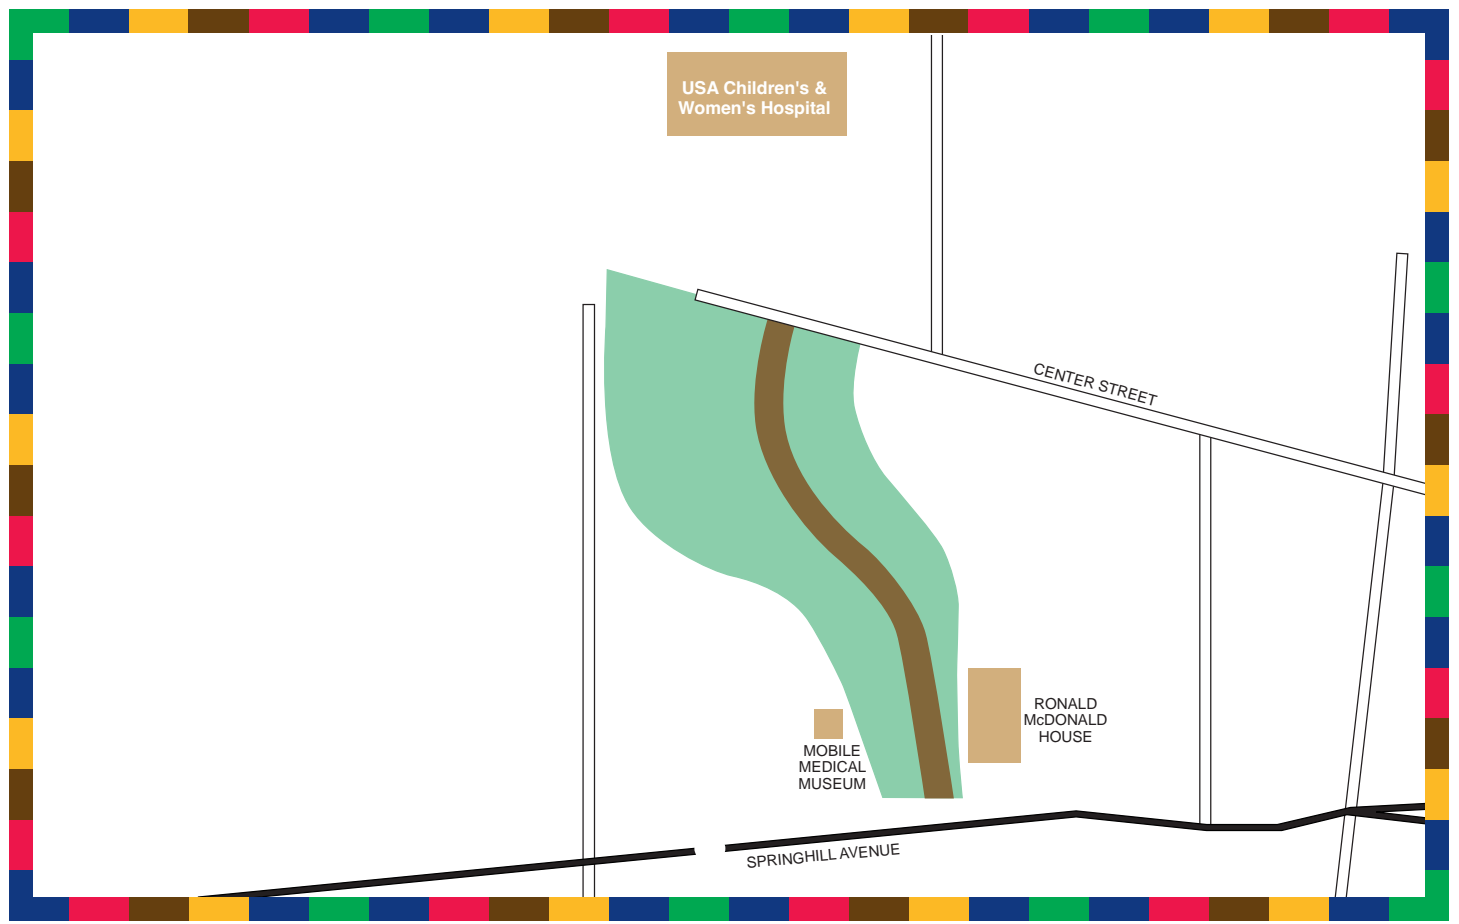 USA Children's &
Women's Hospital
CENTER STREET
RONALD
McDONALD
HOUSE
MOBILE
MEDICAL
MUSEUM
SPRINGHILL AVENUE